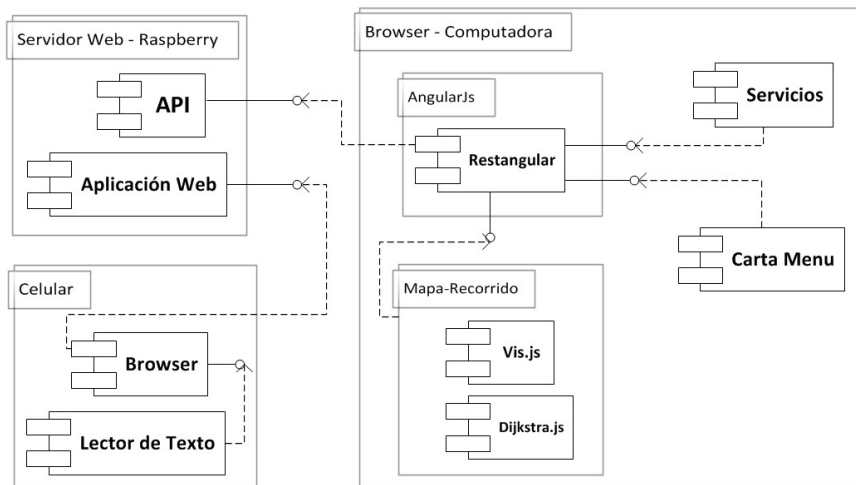 Servidor Web - Raspberry
API
Aplicación Web
Celular
Browser
Lector de Texto
Browser - Computadora
AngularJs
Restangular
Servicios
Carta Menu
Mapa-Recorrido
Vis.js
Dijkstra.js